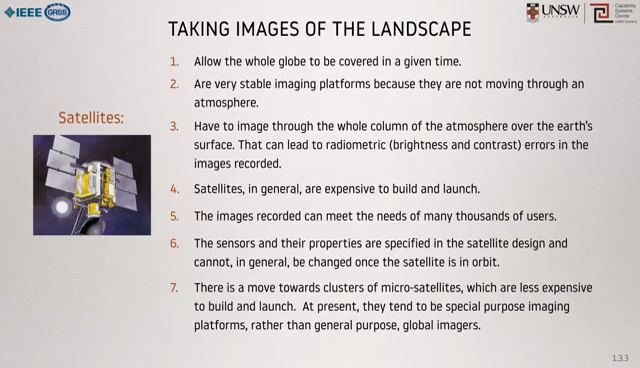 IEEE GRSS
UNSW
AUSTRALIA
Capability
Systems
Centre
UNSW Canberra
TAKING IMAGES OF THE LANDSCAPE
Satellites:
1. Allow the whole globe to be covered in a given time.
2. Are very stable imaging platforms because they are not moving through an
atmosphere.
3. Have to image through the whole column of the atmosphere over the earth's
surface. That can lead to radiometric (brightness and contrast) errors in the
images recorded.
4. Satellites, in general, are expensive to build and launch.
5. The images recorded can meet the needs of many thousands of users.
6. The sensors and their properties are specified in the satellite design and
cannot, in general, be changed once the satellite is in orbit.
7. There is a move towards clusters of micro-satellites, which are less expensive
to build and launch. At present, they tend to be special purpose imaging
platforms, rather than general purpose, global imagers.
1.3.3